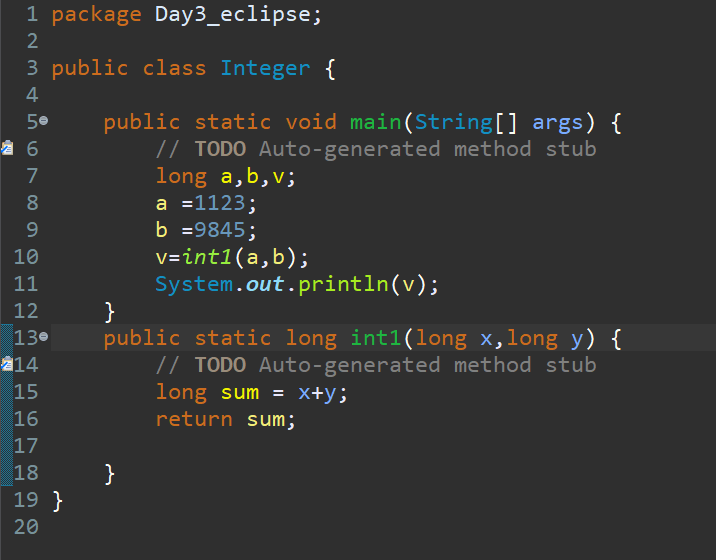 1 package Day3_eclipse;
2
3 public class Integer {
4
5 public static void main(String[] args) {
6 // TODO Auto-generated method stub
7 long a,b,v;
8 a =1123;
9 b =9845;
10 v=int1(a,b);
11 System.out.println(v);
12 }
13 public static long int1(long x,long y) {
14 // TODO Auto-generated method stub
15 long sum = x+y;
16 return sum;
17
18 }
19 }
20